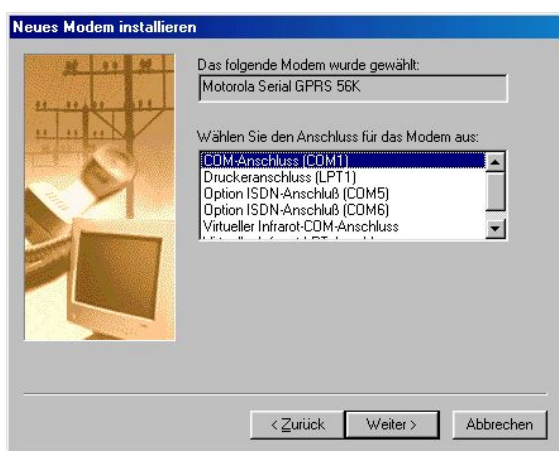 Neues Modem installieren
Das folgende Modem wurde gewählt:
Motorola Serial GPRS 56K
Wählen Sie den Anschluss für das Modem aus:
COM-Anschluss (COM1)
Druckeranschluss (LPT1)
Option ISDN-Anschluß (COM5)
Option ISDN-Anschluß (COM6)
Virtueller Infrarot-COM-Anschluss
< Zurück
Weiter >
Abbrechen